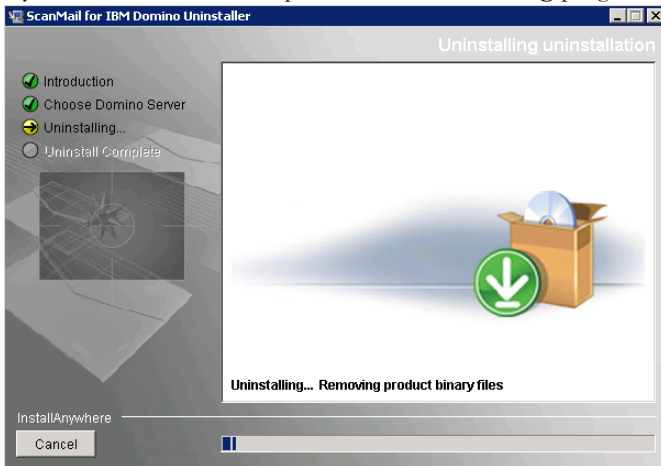 ScanMail for IBM Domino Uninstaller
Uninstalling uninstallation
Introduction
Choose Domino Server
Uninstalling...
Uninstall Complete
Uninstalling... Removing product binary files
InstallAnywhere
Cancel